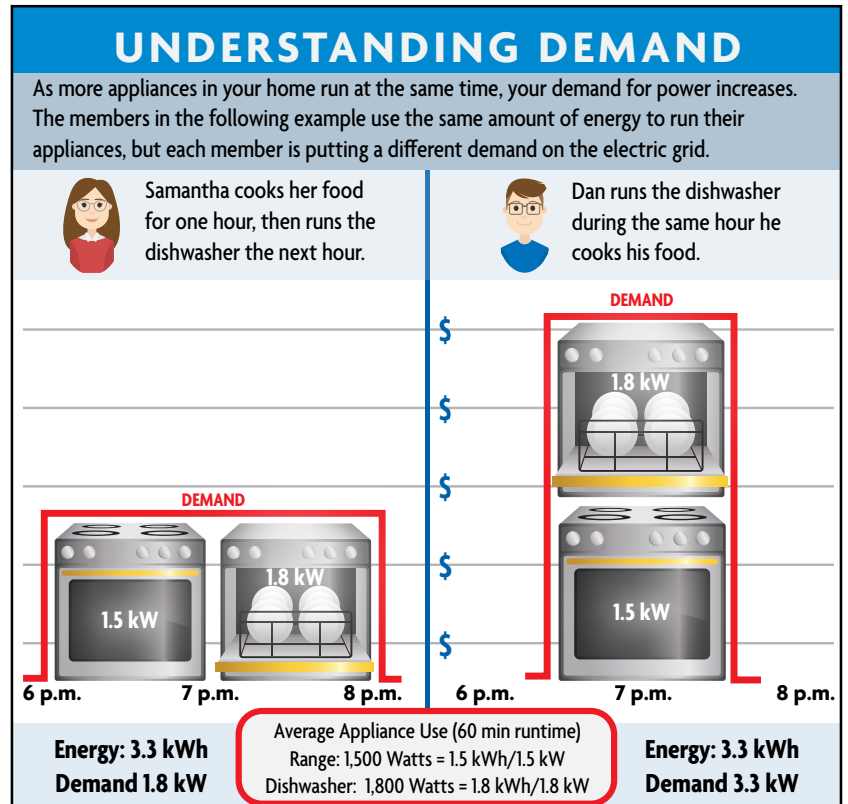 UNDERSTANDING DEMAND
As more appliances in your home run at the same time, your demand for power increases.
The members in the following example use the same amount of energy to run their
appliances, but each member is putting a different demand on the electric grid.
Samantha cooks her food
for one hour, then runs the
dishwasher the next hour.
Dan runs the dishwasher
during the same hour he
cooks his food.
DEMAND
1.5 kW
1.8 kW
6 p.m.
7 p.m.
8 p.m.
$
$
$
$
$
DEMAND
1.8 kW
1.5 kW
6 p.m.
7 p.m.
8 p.m.
Energy: 3.3 kWh
Demand 1.8 kW
Average Appliance Use (60 min runtime)
Range: 1,500 Watts = 1.5 kWh/1.5 kW
Dishwasher: 1,800 Watts = 1.8 kWh/1.8 kW
Energy: 3.3 kWh
Demand 3.3 kW